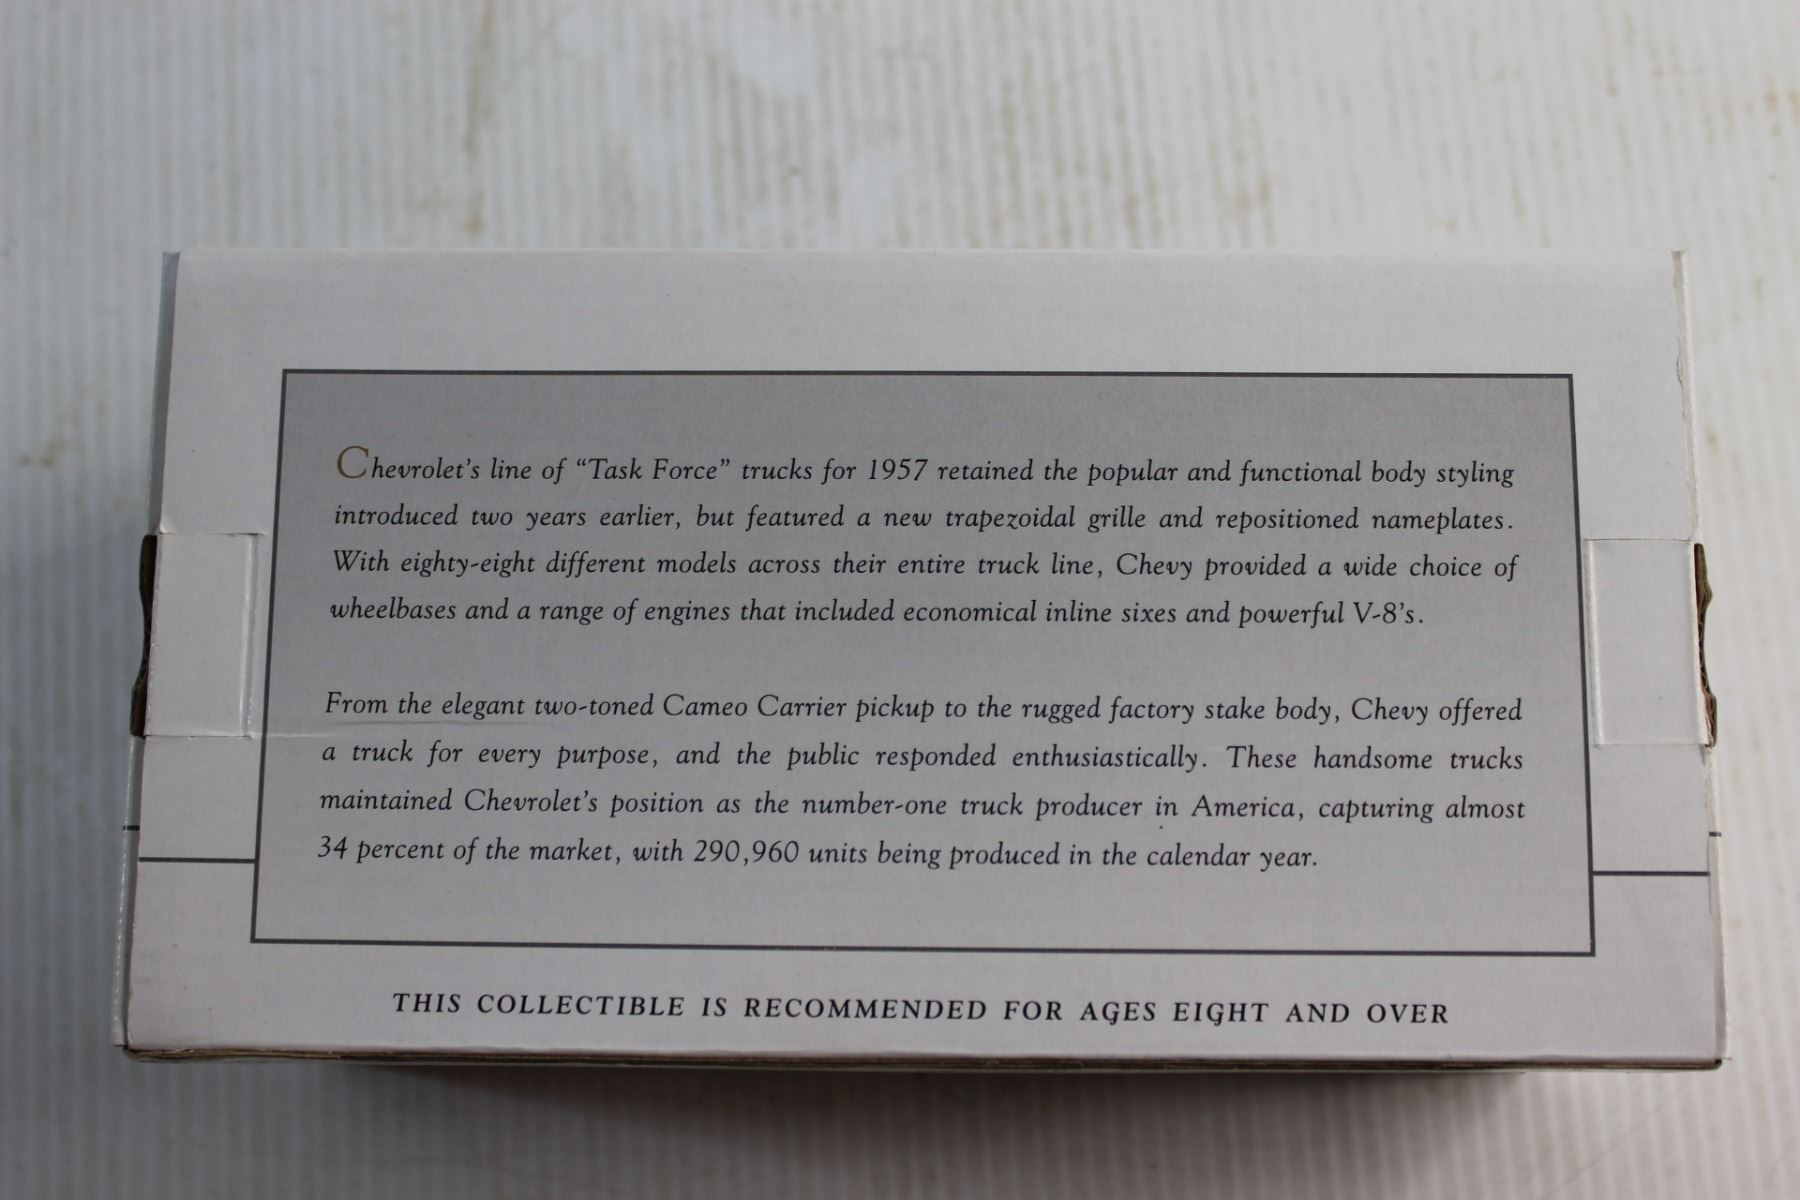 Chevrolet's line of “Task Force” trucks for 1957 retained the popular and functional body styling
introduced two years earlier, but featured a new trapezoidal grille and repositioned nameplates.
With eighty-eight different models across their entire truck line, Chevy provided a wide choice of
wheelbases and a range of engines that included economical inline sixes and powerful V-8's.
From the elegant two-toned Cameo Carrier pickup to the rugged factory stake body, Chevy offered
a truck for every purpose, and the public responded enthusiastically. These handsome trucks
maintained Chevrolet's position as the number-one truck producer in America, capturing almost
34 percent of the market, with 290,960 units being produced in the calendar year.
THIS COLLECTIBLE IS RECOMMENDED FOR AGES EIGHT AND OVER